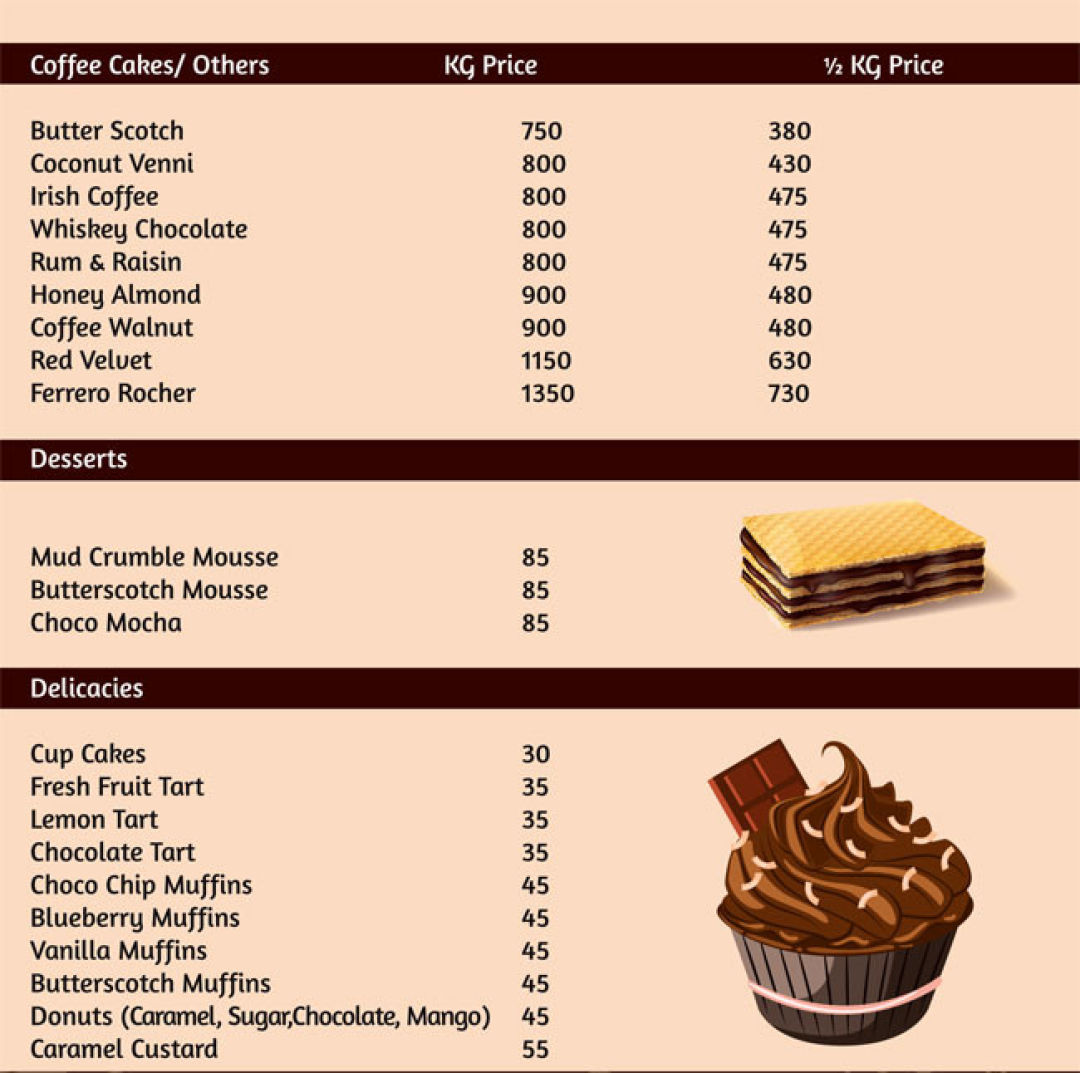 Coffee Cakes/ Others KG Price ½ KG Price
Butter Scotch 750 380
Coconut Venni 800 430
Irish Coffee 800 475
Whiskey Chocolate 800 475
Rum & Raisin 800 475
Honey Almond 900 480
Coffee Walnut 900 480
Red Velvet 1150 630
Ferrero Rocher 1350 730
Desserts
Mud Crumble Mousse 85
Butterscotch Mousse 85
Choco Mocha 85
Delicacies
Cup Cakes 30
Fresh Fruit Tart 35
Lemon Tart 35
Chocolate Tart 35
Choco Chip Muffins 45
Blueberry Muffins 45
Vanilla Muffins 45
Butterscotch Muffins 45
Donuts (Caramel, Sugar,Chocolate, Mango) 45
Caramel Custard 55